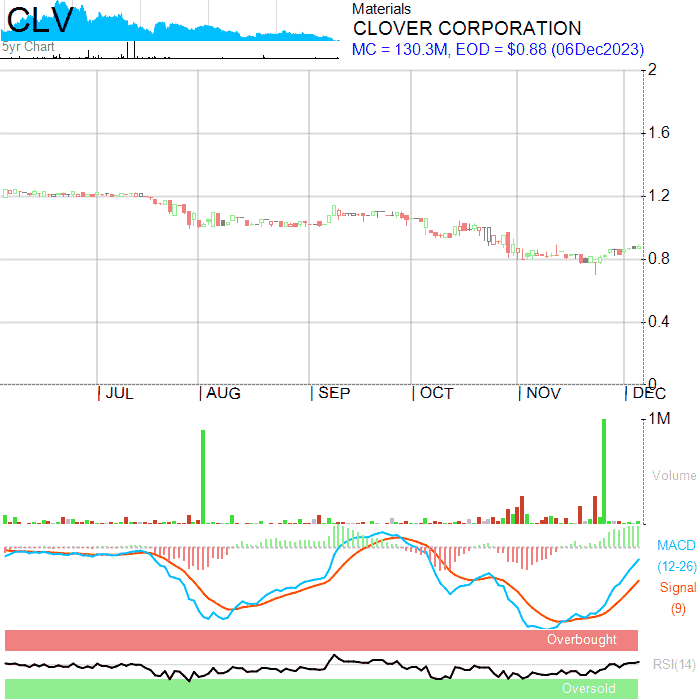 CLV
5yr Chart
Materials
CLOVER CORPORATION
MC = 130.3M, EOD = $0.88 (06Dec2023)
2
1.6
1.2
0.8
0.4
0
JUL AUG SEP OCT NOV DEC
1M
Volume
MACD
(12-26)
Signal
(9)
Overbought
RSI(14)
Oversold